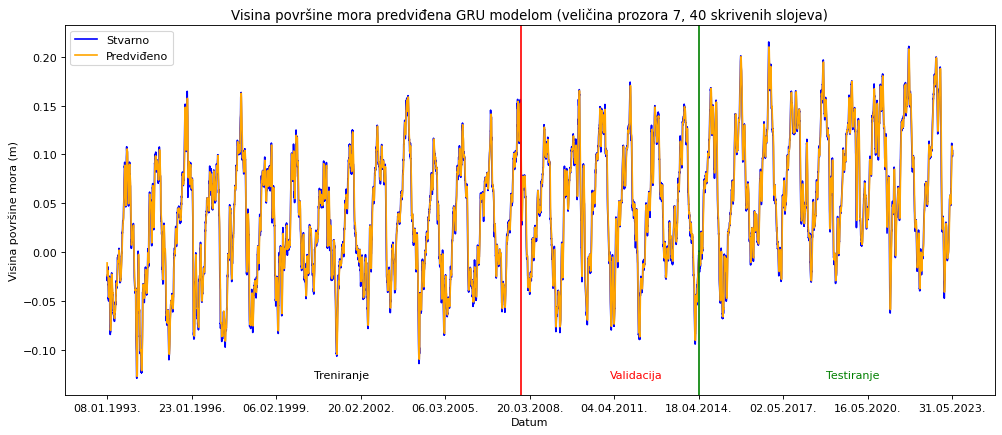 Visina površine mora predviđena GRU modelom (veličina prozora 7, 40 skrivenih slojeva)
Stvarno
Predviđeno
Visina površine mora (m)
0.20
0.15
0.10
0.05
0.00
−0.05
−0.10
Treniranje
Validacija
Testiranje
08.01.1993.
23.01.1996.
06.02.1999.
20.02.2002.
06.03.2005.
20.03.2008.
04.04.2011.
18.04.2014.
02.05.2017.
16.05.2020.
31.05.2023.
Datum